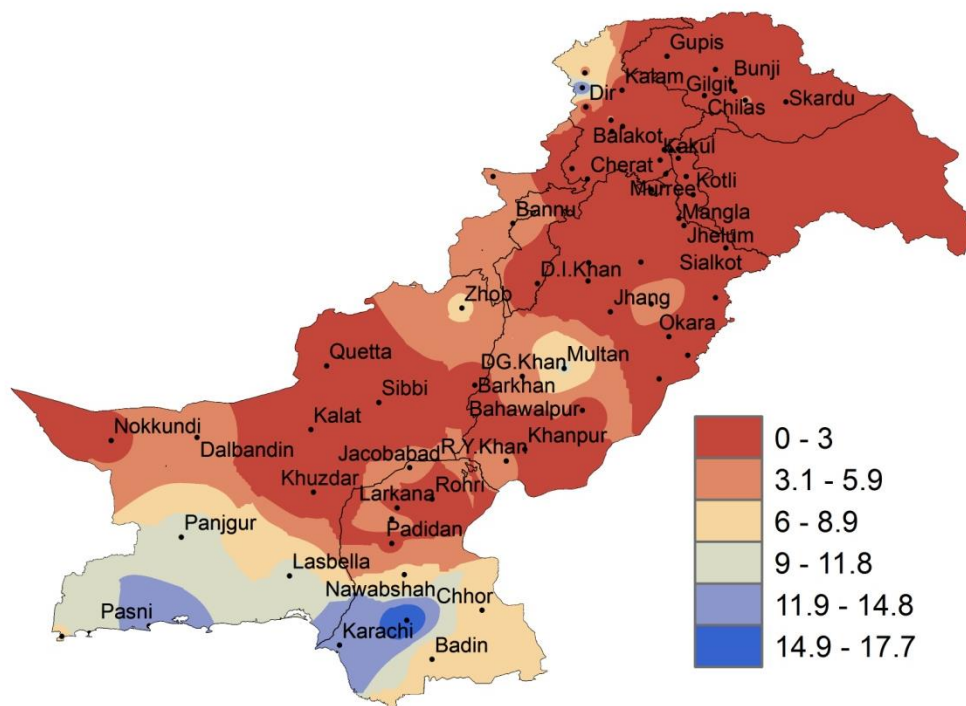 Gupis
Bunji
Kalam
Gilgit
Dir
Chilas
Skardu
Balakot
Kakul
Cherat
Murree
Kotli
Bannu
Mangla
Jhelum
D.I.Khan
Sialkot
Zhob
Jhang
Okara
Quetta
DG.Khan
Multan
Barkhan
Sibbi
Bahawalpur
Kalat
Nokkundi
Dalbandin
Jacobabad
R.Y.Khan
Khanpur
Khuzdar
Larkana
Rohri
Padidan
Panjgur
Lasbella
Nawabshah
Chhor
Pasni
Karachi
Badin
0 - 3
3.1 - 5.9
6 - 8.9
9 - 11.8
11.9 - 14.8
14.9 - 17.7